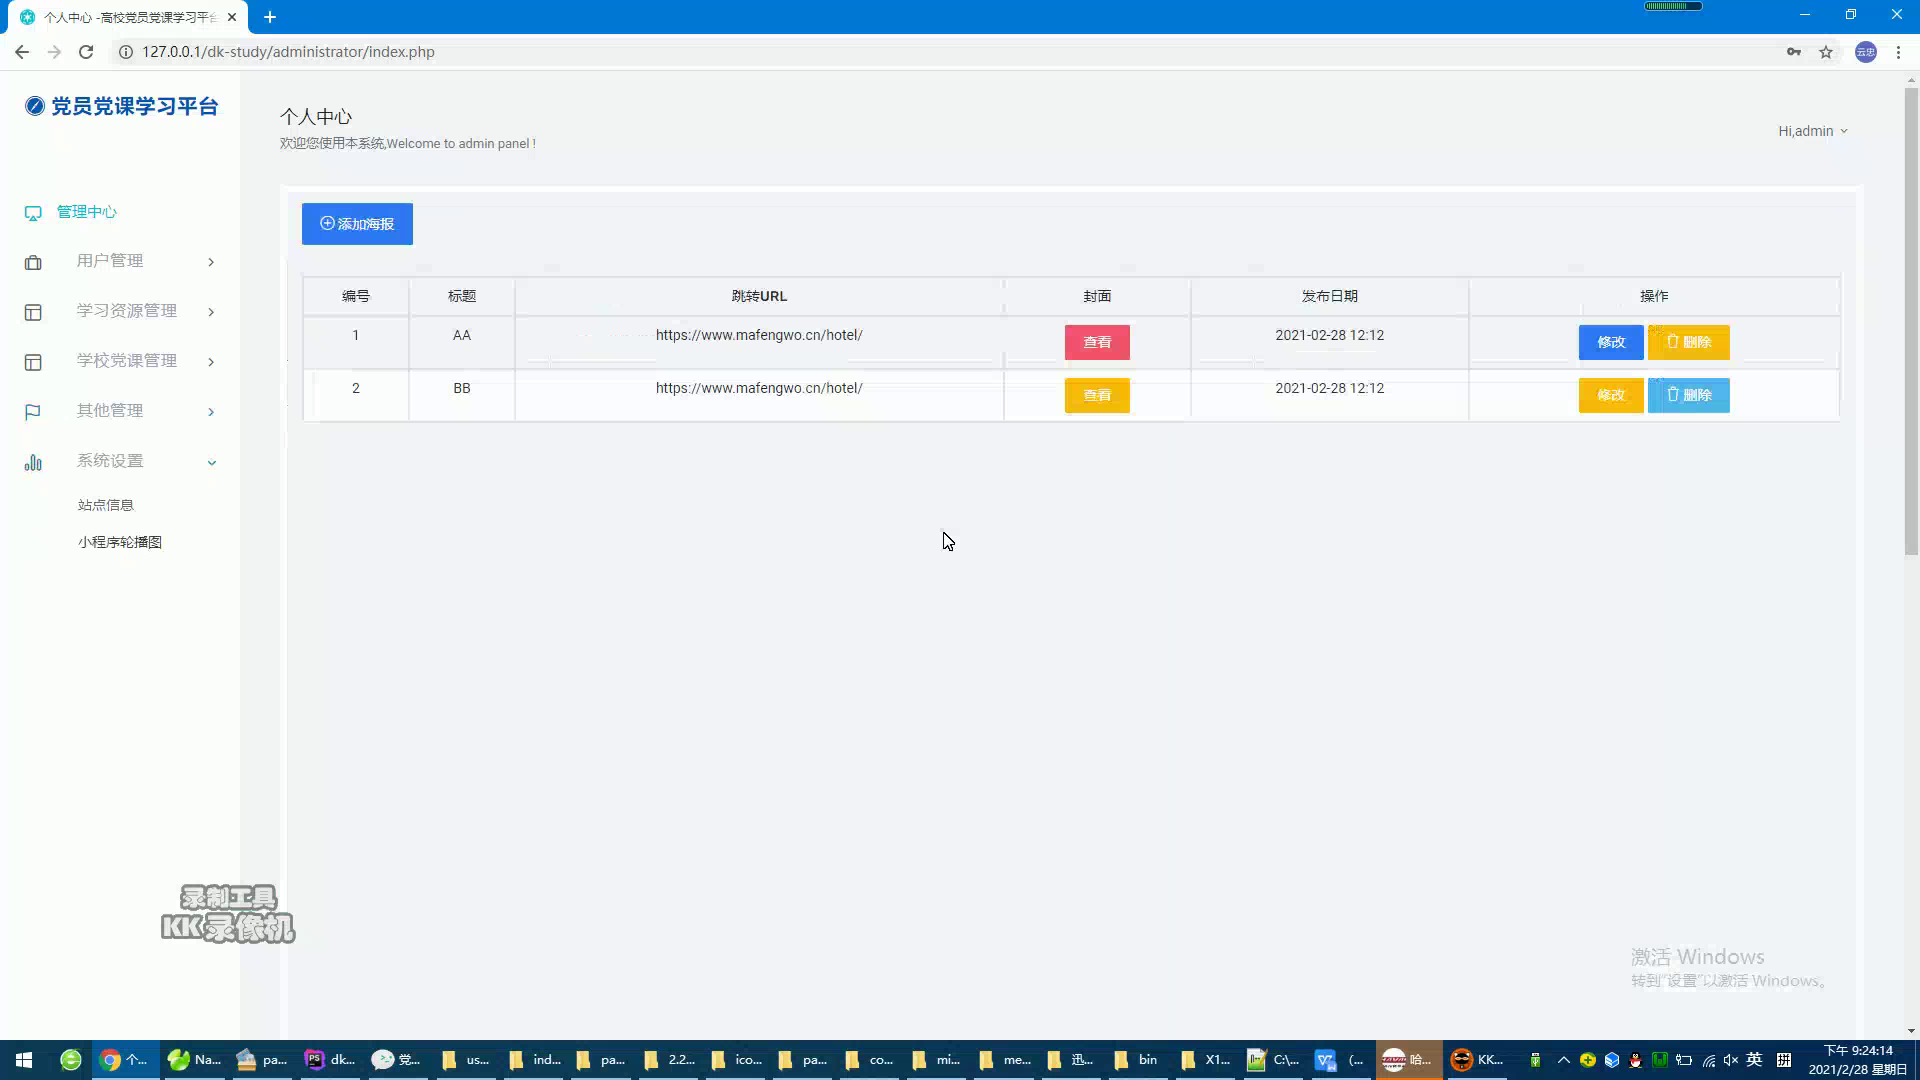 个人中心 -高校党员党课学习平台
127.0.0.1/dk-study/administrator/index.php
云忠
党员党课学习平台
个人中心
欢迎您使用本系统,Welcome to admin panel !
Hi,admin
管理中心
用户管理
学习资源管理
学校党课管理
其他管理
系统设置
站点信息
小程序轮播图
添加海报
编号 标题 跳转URL 封面 发布日期 操作
1 AA https://www.mafengwo.cn/hotel/ 查看 2021-02-28 12:12 修改 删除
2 BB https://www.mafengwo.cn/hotel/ 查看 2021-02-28 12:12 修改 删除
录制工具
KK录像机
激活 Windows
转到"设置"以激活 Windows。
个... Na... pa... dk... 党... us... ind... pa... 2.2... ico... pa... co... mi... me... 迅... bin X1... C:\... (... 哈... KK... 英 拼
下午 9:24:14
2021/2/28 星期日